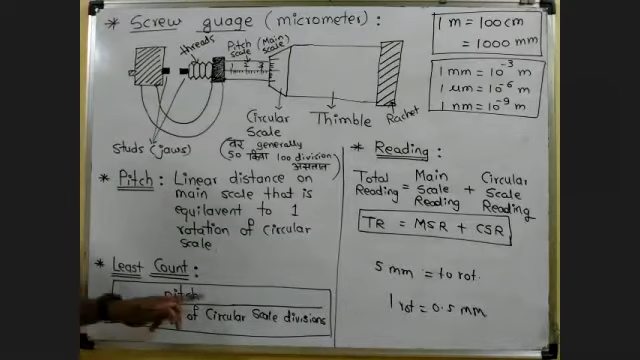 * Screw guage (micrometer) :
threads
Pitch (Main
scale scale)
Studs (jaws)
Circular
Scale
Thimble
Rachet
(वर generally
50 किंवा 100 division
असतात)
* Pitch : Linear distance on
main scale that is
equilavent to 1
rotation of circular
scale.
* Least Count :
pitch
of Circular Scale divisions
1 m = 100 cm
= 1000 mm
1 mm = 10⁻³ m
1 μm = 10⁻⁶ m
1 nm = 10⁻⁹ m
* Reading :
Total Reading = Main Scale Reading + Circular Scale Reading
TR = MSR + CSR
5 mm = 10 rot.
1 rot = 0.5 mm